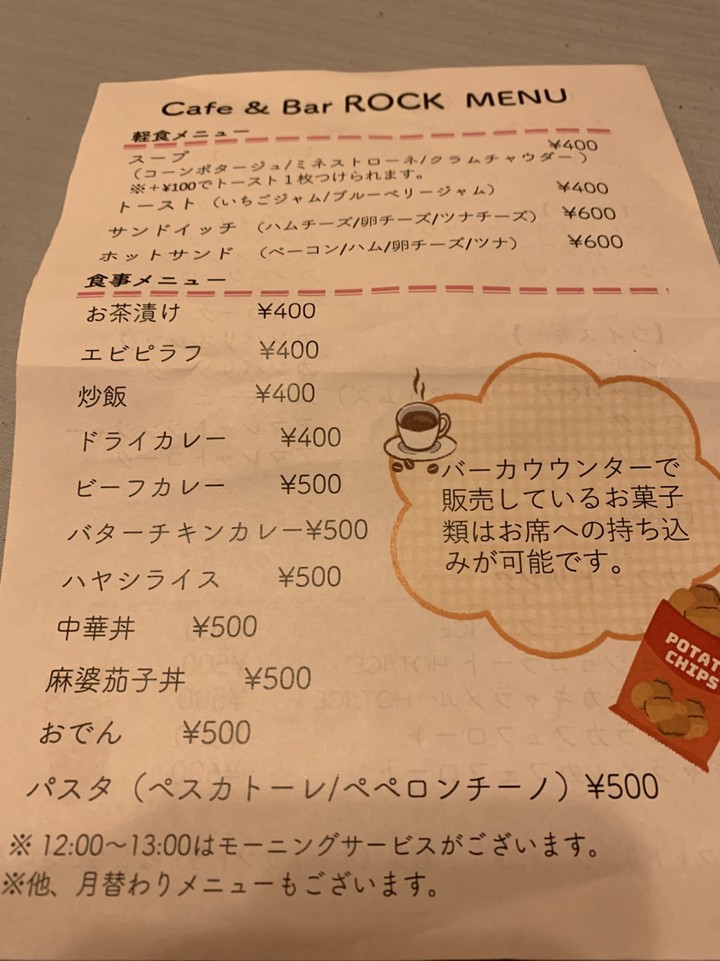 Cafe & Bar ROCK MENU
軽食メニュー
スープ ¥400
（コーンポタージュ/ミネストローネ/クラムチャウダー）
※＋¥100でトースト１枚つけられます。
トースト（いちごジャム/ブルーベリージャム） ¥400
サンドイッチ（ハムチーズ/卵チーズ/ツナチーズ） ¥600
ホットサンド （ベーコン/ハム/卵チーズ/ツナ） ¥600
食事メニュー
お茶漬け ¥400
エビピラフ ¥400
炒飯 ¥400
ドライカレー ¥400
ビーフカレー ¥500
バターチキンカレー¥500
ハヤシライス ¥500
中華丼 ¥500
麻婆茄子丼 ¥500
おでん ¥500
パスタ（ペスカトーレ/ペペロンチーノ）¥500
※ 12:00～13:00はモーニングサービスがございます。
※他、月替わりメニューもございます。
バーカウウンターで
販売しているお菓子
類はお席への持ち込
みが可能です。
CHIPS